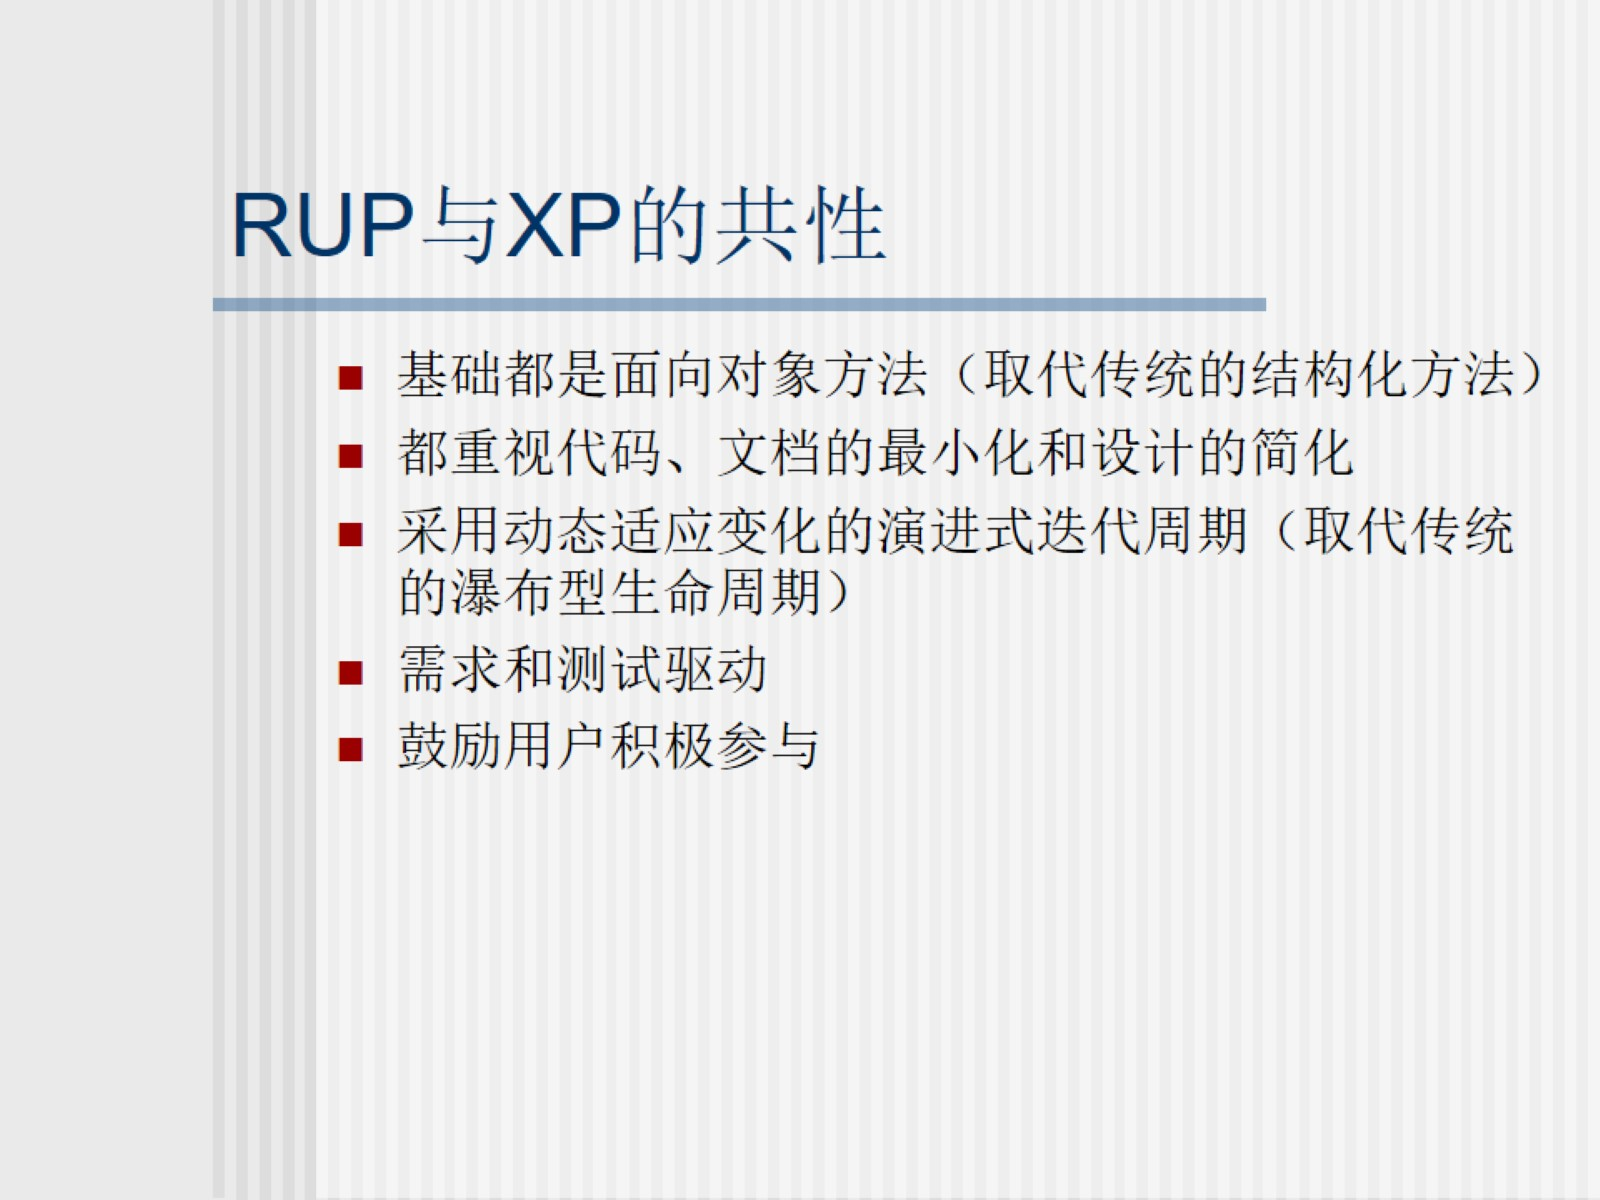 RUP与XP的共性
基础都是面向对象方法（取代传统的结构化方法）
都重视代码、文档的最小化和设计的简化
采用动态适应变化的演进式迭代周期（取代传统
的瀑布型生命周期）
需求和测试驱动
鼓励用户积极参与